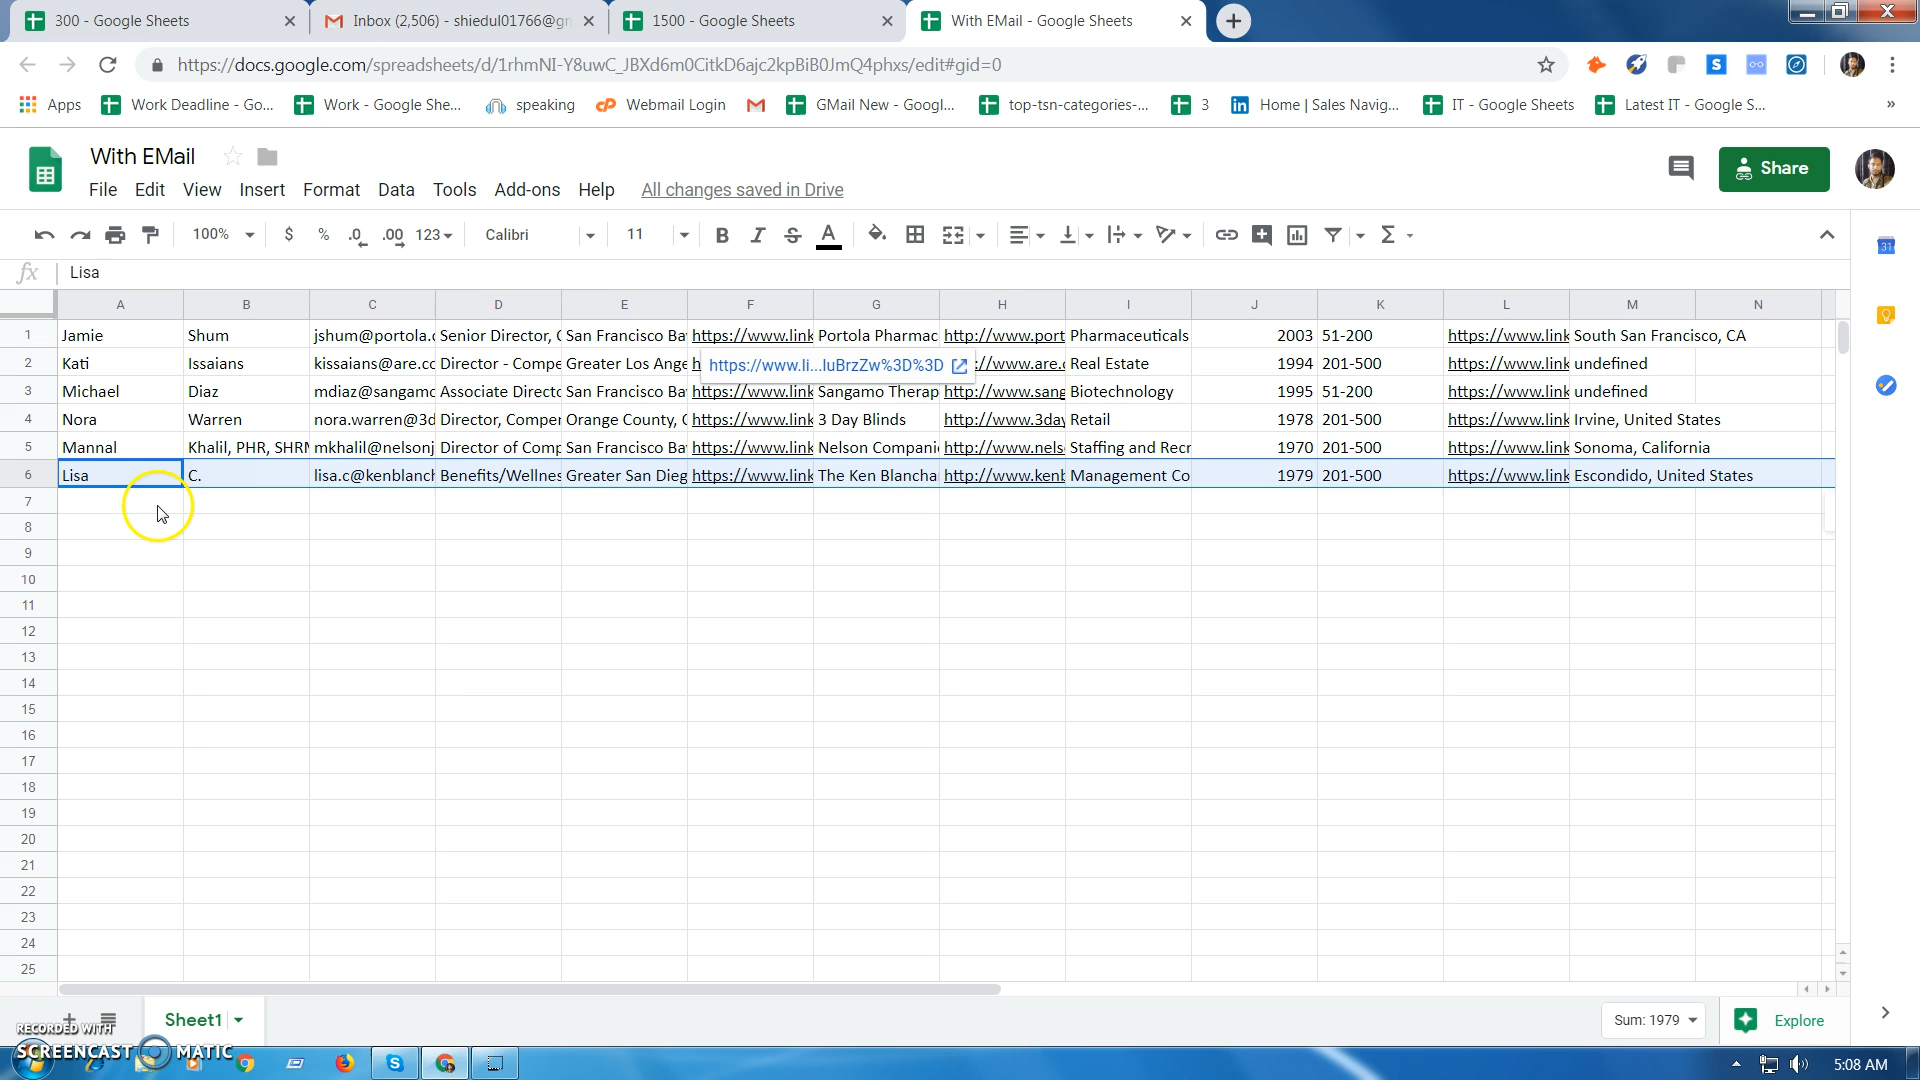 300 - Google Sheets
Inbox (2,506) - shiedul01766@gm
1500 - Google Sheets
With EMail - Google Sheets
https://docs.google.com/spreadsheets/d/1rhmNI-Y8uwC_JBXd6m0CitkD6ajc2kpBiB0JmQ4phxs/edit#gid=0
Apps Work Deadline - Go... Work - Google She... speaking Webmail Login GMail New - Googl... top-tsn-categories-... 3 Home | Sales Navig... IT - Google Sheets Latest IT - Google S... »
With EMail
File Edit View Insert Format Data Tools Add-ons Help All changes saved in Drive
Share
100% $ % .0 .00 123 Calibri 11 B I S A Σ
fx Lisa
A B C D E F G H I J K L M N
1 Jamie Shum jshum@portola.c Senior Director, C San Francisco Ba https://www.link Portola Pharmac http://www.port Pharmaceuticals 2003 51-200 https://www.link South San Francisco, CA
2 Kati Issaians kissaians@are.cc Director - Compe Greater Los Ange h https://www.li...IuBrzZw%3D%3D ://www.are.c Real Estate 1994 201-500 https://www.link undefined
3 Michael Diaz mdiaz@sangamc Associate Directc San Francisco Ba https://www.link Sangamo Therap http://www.sang Biotechnology 1995 51-200 https://www.link undefined
4 Nora Warren nora.warren@3d Director, Comper Orange County, C https://www.link 3 Day Blinds http://www.3day Retail 1978 201-500 https://www.link Irvine, United States
5 Mannal Khalil, PHR, SHRM mkhalil@nelsonj Director of Comp San Francisco Ba https://www.link Nelson Compani http://www.nels Staffing and Recr 1970 201-500 https://www.link Sonoma, California
6 Lisa C. lisa.c@kenblanch Benefits/Wellnes Greater San Dieg https://www.link The Ken Blancha http://www.kenb Management Co 1979 201-500 https://www.link Escondido, United States
7
8
9
10
11
12
13
14
15
16
17
18
19
20
21
22
23
24
25
Sheet1
Sum: 1979
Explore
RECORDED WITH
SCREENCAST MATIC
5:08 AM